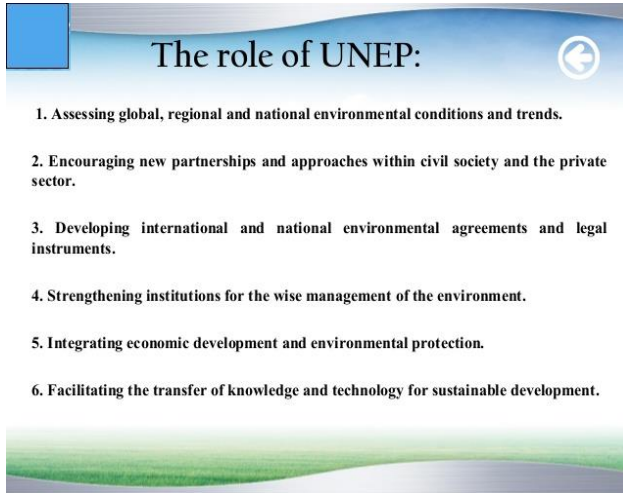 The role of UNEP:
1. Assessing global, regional and national environmental conditions and trends.
2. Encouraging new partnerships and approaches within civil society and the private
sector.
3. Developing international and national environmental agreements and legal
instruments.
4. Strengthening institutions for the wise management of the environment.
5. Integrating economic development and environmental protection.
6. Facilitating the transfer of knowledge and technology for sustainable development.